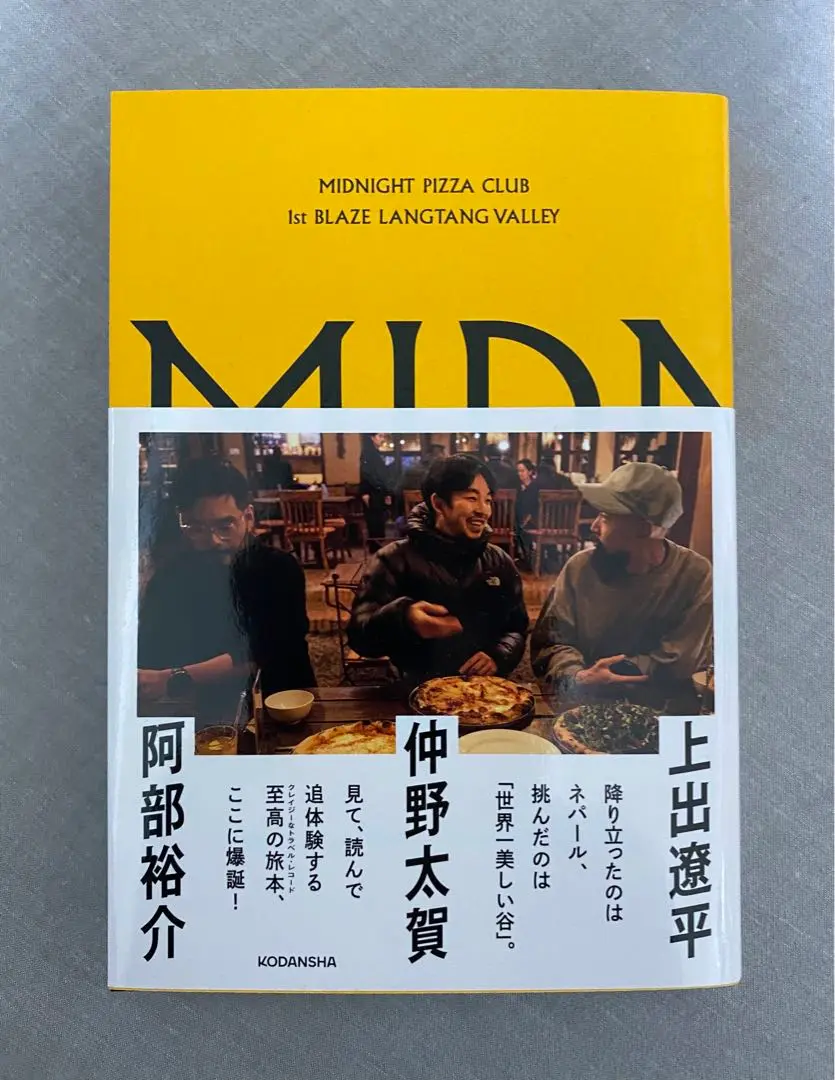 MIDNIGHT PIZZA CLUB
1st BLAZE LANGTANG VALLEY
MIDN
上出遼平
降り立ったのは
ネパール、
挑んだのは
「世界一美しい谷」。
仲野太賀
見て、読んで
追体験する
至高の旅本、
クレイジーなトラベル・レコード
ここに爆誕！
阿部裕介
KODANSHA